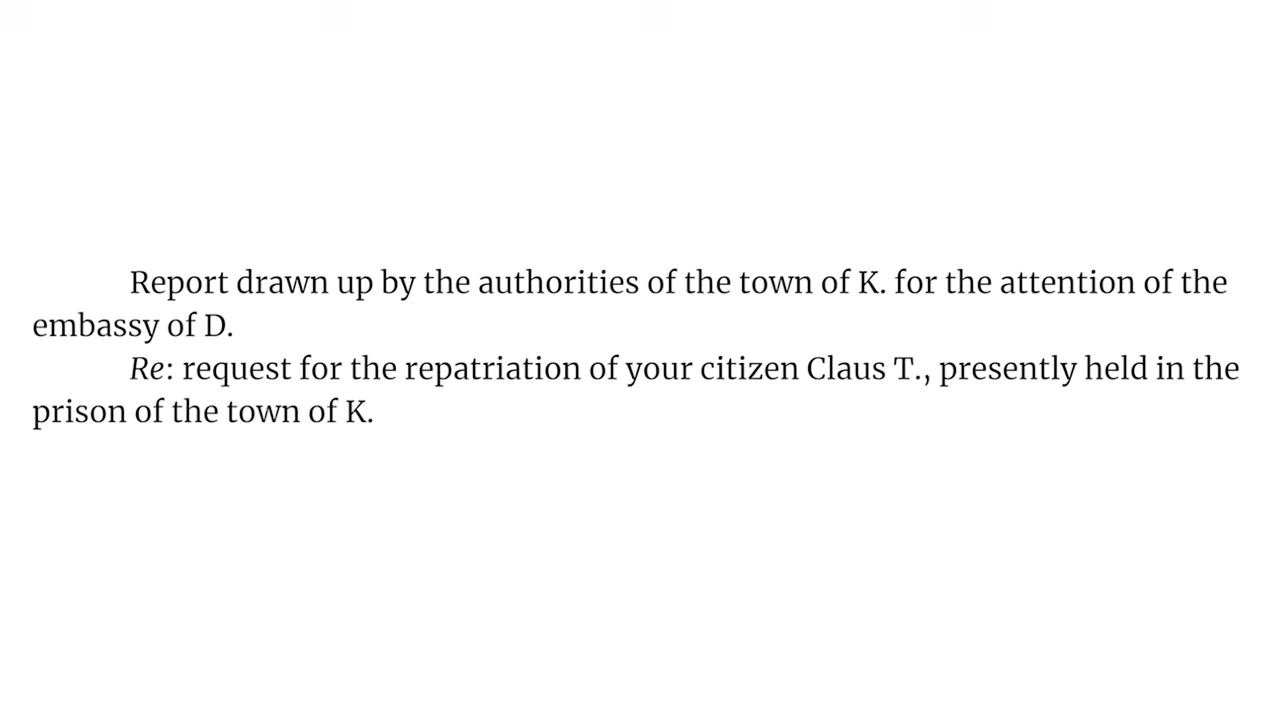 Report drawn up by the authorities of the town of K. for the attention of the
embassy of D.
Re: request for the repatriation of your citizen Claus T., presently held in the
prison of the town of K.